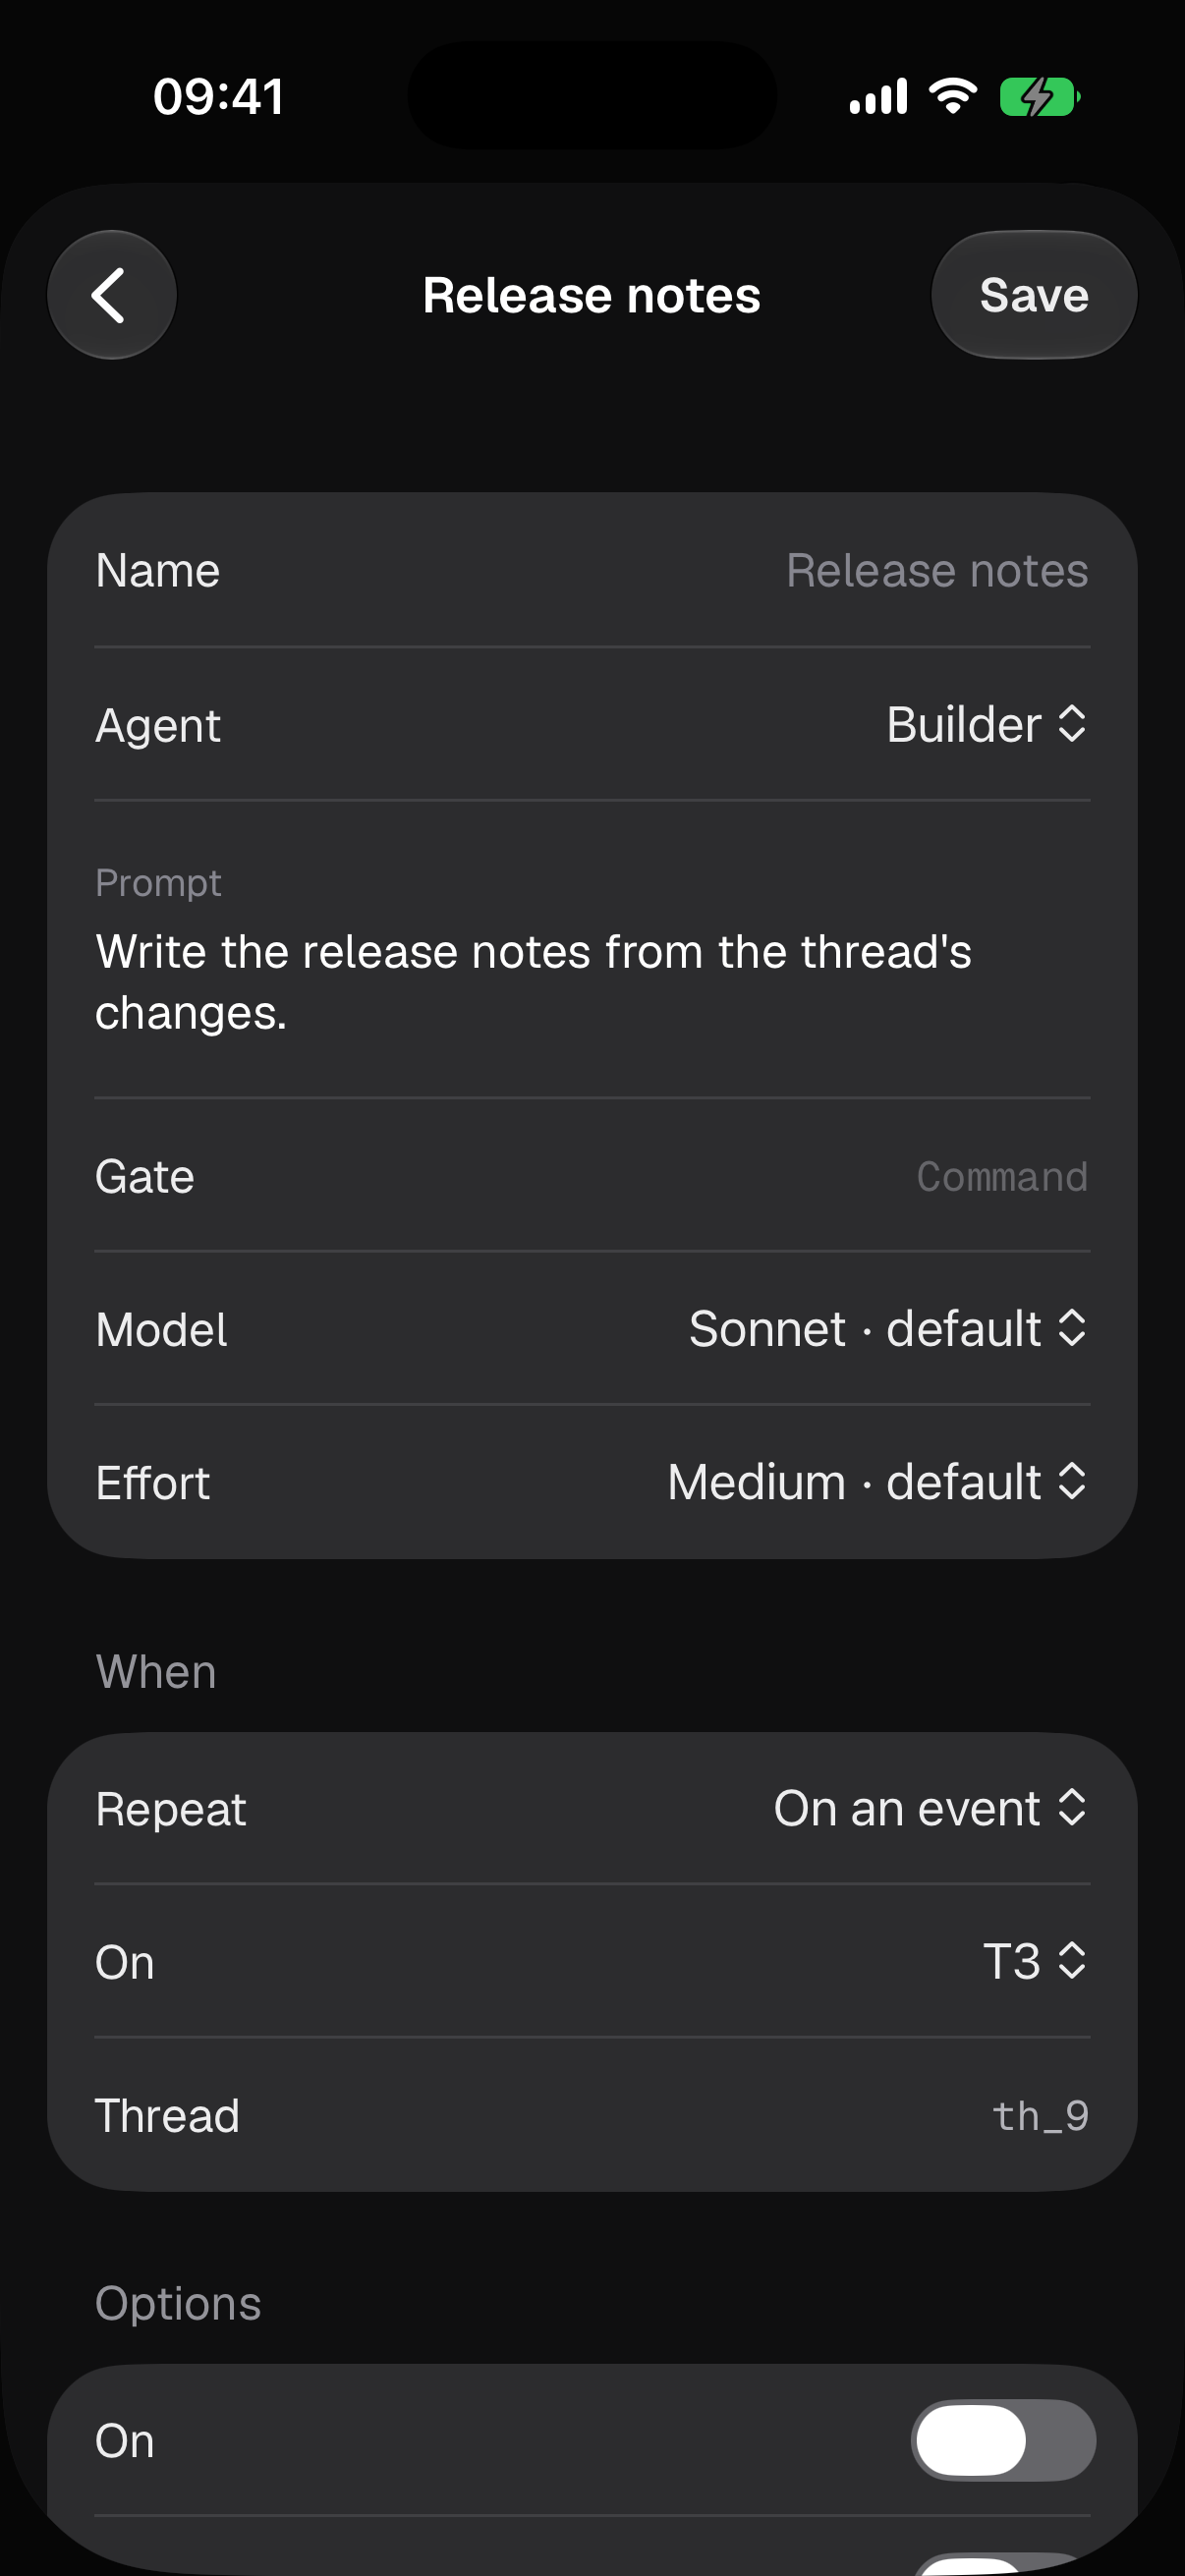 09:41
Release notes
Save
Name
Release notes
Agent
Builder
Prompt
Write the release notes from the thread's
changes.
Gate
Command
Model
Sonnet · default
Effort
Medium · default
When
Repeat
On an event
On
T3
Thread
th_9
Options
On